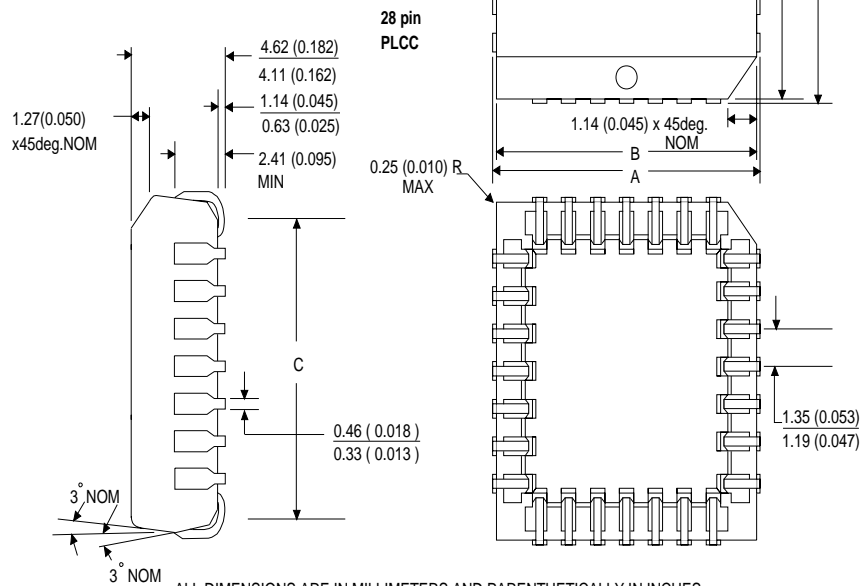 28 pin
PLCC
4.62 (0.182)
4.11 (0.162)
1.14 (0.045)
0.63 (0.025)
1.27(0.050)
x45deg.NOM
2.41 (0.095)
MIN
1.14 (0.045) x 45deg.
NOM
B
A
0.25 (0.010) R
MAX
C
0.46 ( 0.018 )
0.33 ( 0.013 )
1.35 (0.053)
1.19 (0.047)
3° NOM
3° NOM
ALL DIMENSIONS ARE IN MILLIMETERS AND PARENTHETICALLY IN INCHES